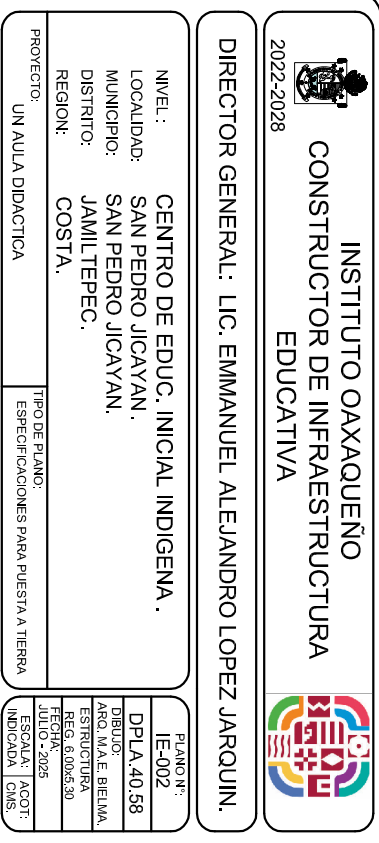 INSTITUTO OAXAQUEÑO
CONSTRUCTOR DE INFRAESTRUCTURA
EDUCATIVA
2022-2028
DIRECTOR GENERAL: LIC. EMMANUEL ALEJANDRO LOPEZ JARQUIN.
NIVEL : CENTRO DE EDUC. INICIAL INDIGENA .
LOCALIDAD: SAN PEDRO JICAYAN .
MUNICIPIO: SAN PEDRO JICAYAN.
DISTRITO: JAMILTEPEC.
REGION: COSTA.
PROYECTO:
UN AULA DIDACTICA
TIPO DE PLANO:
ESPECIFICACIONES PARA PUESTA A TIERRA
PLANO Nº:
IE-002
DPLA.40.58
DIBUJO:
ARQ. M.A.E. BIELMA.
ESTRUCTURA
REG. 6.00x5.30
FECHA:
JULIO - 2025
ESCALA: ACOT:
INDICADA CMS.